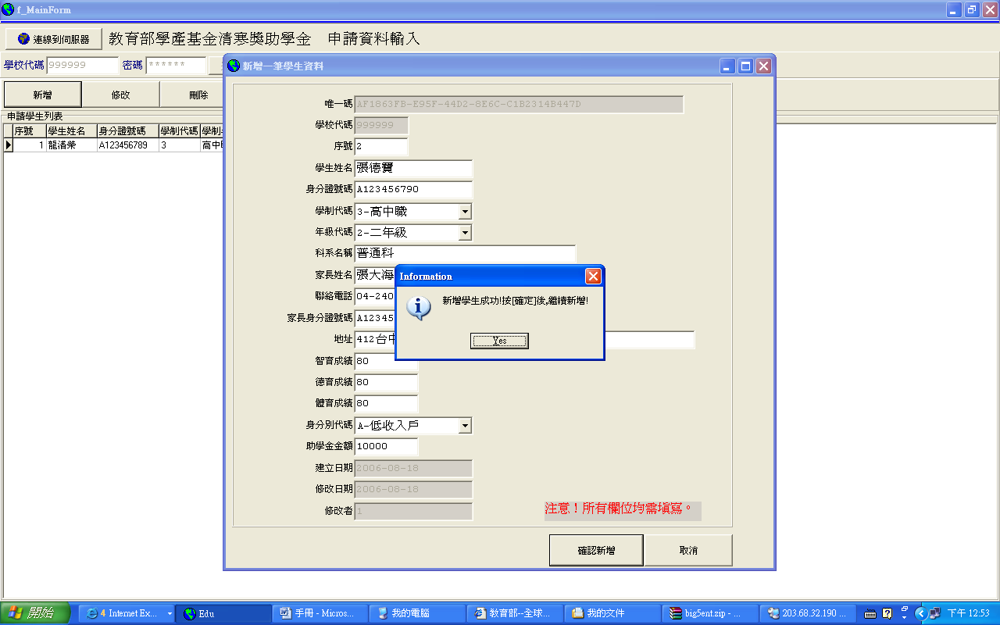 f_MainForm
連線到伺服器 教育部學產基金清寒獎助學金 申請資料輸入
學校代碼 999999 密碼 ******
新增 修改 刪除
申請學生列表
序號 學生姓名 身分證號碼 學制代碼
1 龍清榮 A123456789 3
新增一筆學生資料
唯一碼 AF1863FB-E95F-44D2-8E6C-C1B2314B447D
學校代碼 999999
序號 2
學生姓名 張德寶
身分證號碼 A123456790
學制代碼 3-高中職
年級代碼 2-二年級
科系名稱 普通科
家長姓名 張大海
聯絡電話 04-240
家長身分證號碼 A12345
地址 412台中
智育成績 80
德育成績 80
體育成績 80
身分別代碼 A-低收入戶
助學金金額 10000
建立日期 2006-08-18
修改日期 2006-08-18
修改者 1
注意！所有欄位均需填寫。
確認新增 取消
Information
新增學生成功!按[確定]後,繼續新增!
Yes
開始 4 Internet Ex... Edu 手冊 - Micros... 我的電腦 教育部--全球... 我的文件 big5ent.zip - ... 203.68.32.190 ... 下午 12:53